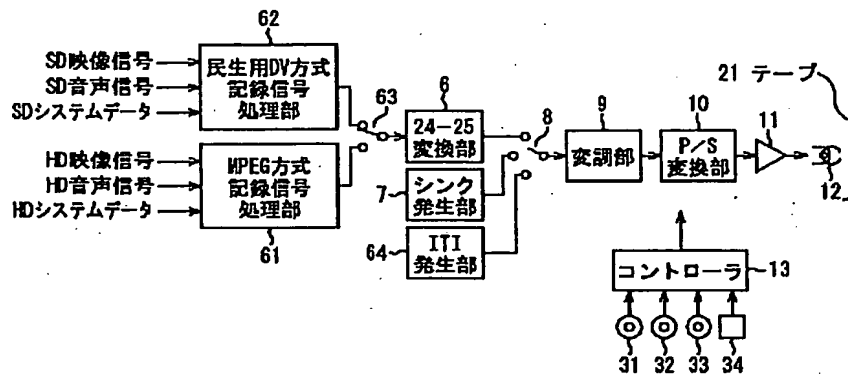 62
SD映像信号
SD音声信号
SDシステムデータ
民生用DV方式
記録信号
処理部
63
6
24-25
変換部
8
9
変調部
10
P/S
変換部
11
21 テープ
12
HD映像信号
HD音声信号
HDシステムデータ
MPEG方式
記録信号
処理部
61
7
シンク
発生部
64
ITI
発生部
コントローラ
13
31
32
33
34